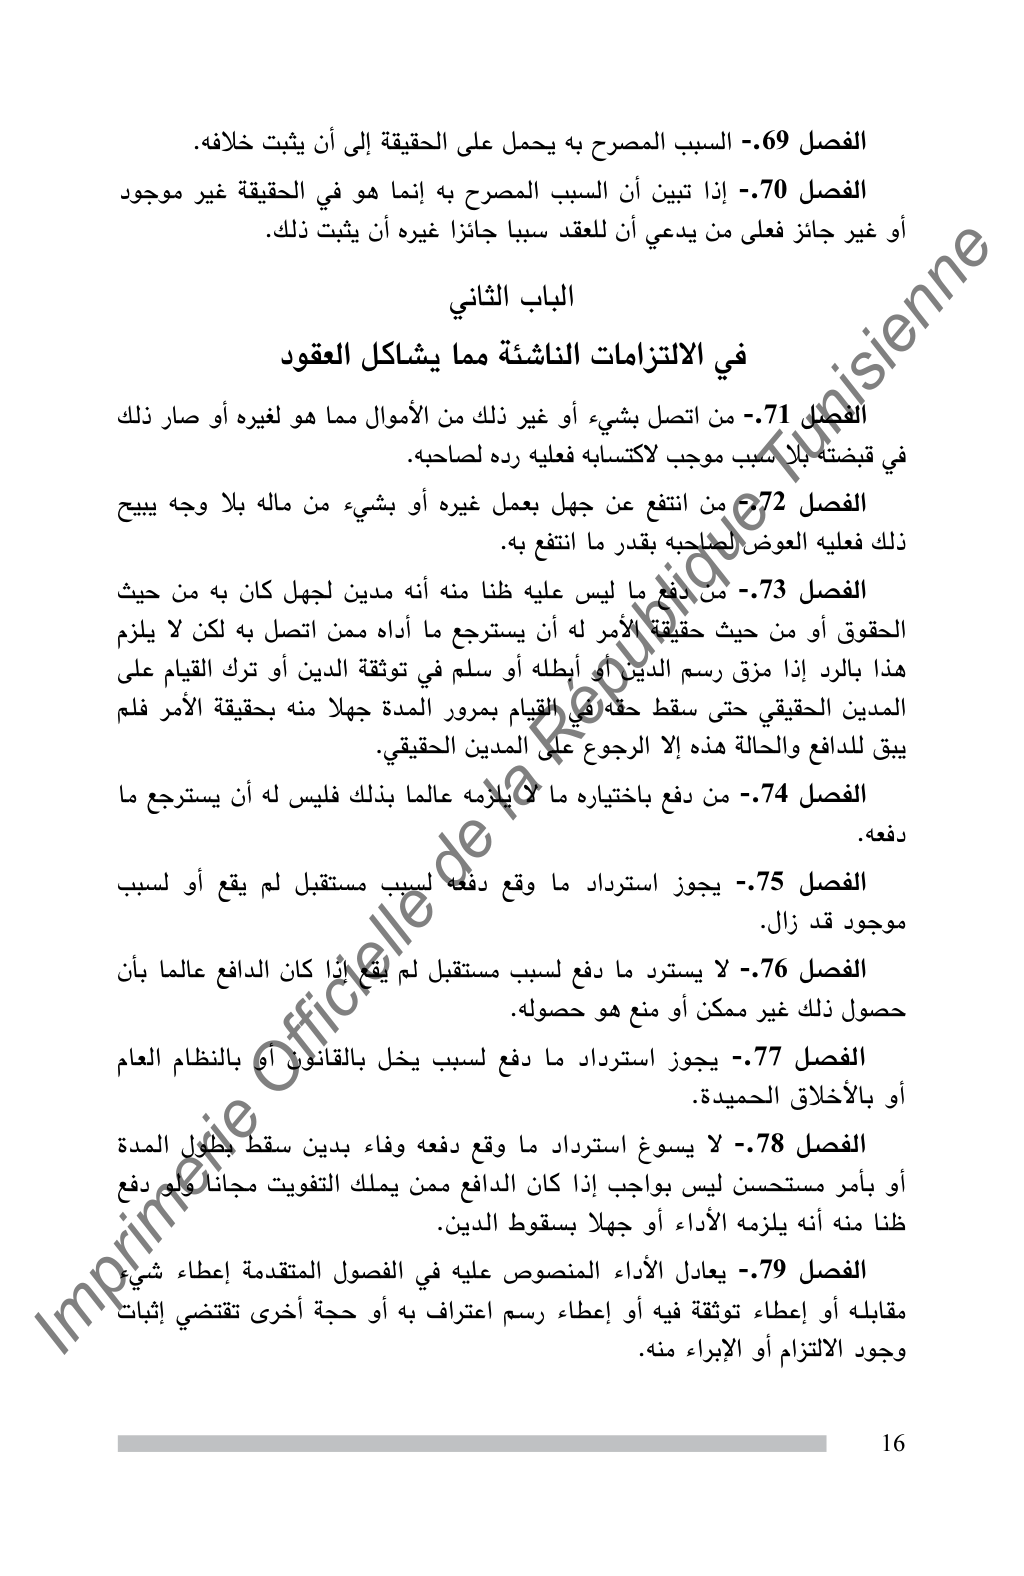 الفصل 69.- السبب المصرح به يحمل على الحقيقة إلى أن يثبت خلافه.
الفصل 70.- إذا تبين أن السبب المصرح به إنما هو في الحقيقة غير موجود
أو غير جائز فعلى من يدعي أن للعقد سببا جائزا غيره أن يثبت ذلك.
الباب الثاني
في الالتزامات الناشئة مما يشاكل العقود
الفصل 71.- من اتصل بشيء أو غير ذلك من الأموال مما هو لغيره أو صار ذلك
في قبضته بلا سبب موجب لاكتسابه فعليه رده لصاحبه.
الفصل 72.- من انتفع عن جهل بعمل غيره أو بشيء من ماله بلا وجه يبيح
ذلك فعليه العوض لصاحبه بقدر ما انتفع به.
الفصل 73.- من دفع ما ليس عليه ظنا منه أنه مدين لجهل كان به من حيث
الحقوق أو من حيث حقيقة الأمر له أن يسترجع ما أداه ممن اتصل به لكن لا يلزم
هذا بالرد إذا مزق رسم الدين أو أبطله أو سلم في توثقة الدين أو ترك القيام على
المدين الحقيقي حتى سقط حقه في القيام بمرور المدة جهلا منه بحقيقة الأمر فلم
يبق للدافع والحالة هذه إلا الرجوع على المدين الحقيقي.
الفصل 74.- من دفع باختياره ما لا يلزمه عالما بذلك فليس له أن يسترجع ما
دفعه.
الفصل 75.- يجوز استرداد ما وقع دفعه لسبب مستقبل لم يقع أو لسبب
موجود قد زال.
الفصل 76.- لا يسترد ما دفع لسبب مستقبل لم يقع إذا كان الدافع عالما بأن
حصول ذلك غير ممكن أو منع هو حصوله.
الفصل 77.- يجوز استرداد ما دفع لسبب يخل بالقانون أو بالنظام العام
أو بالأخلاق الحميدة.
الفصل 78.- لا يسوغ استرداد ما وقع دفعه وفاء بدين سقط بطول المدة
أو بأمر مستحسن ليس بواجب إذا كان الدافع ممن يملك التفويت مجانا ولو دفع
ظنا منه أنه يلزمه الأداء أو جهلا بسقوط الدين.
الفصل 79.- يعادل الأداء المنصوص عليه في الفصول المتقدمة إعطاء شيء
مقابله أو إعطاء توثقة فيه أو إعطاء رسم اعتراف به أو حجة أخرى تقتضي إثبات
وجود الالتزام أو الإبراء منه.
16
Imprimerie Officielle de la République Tunisienne